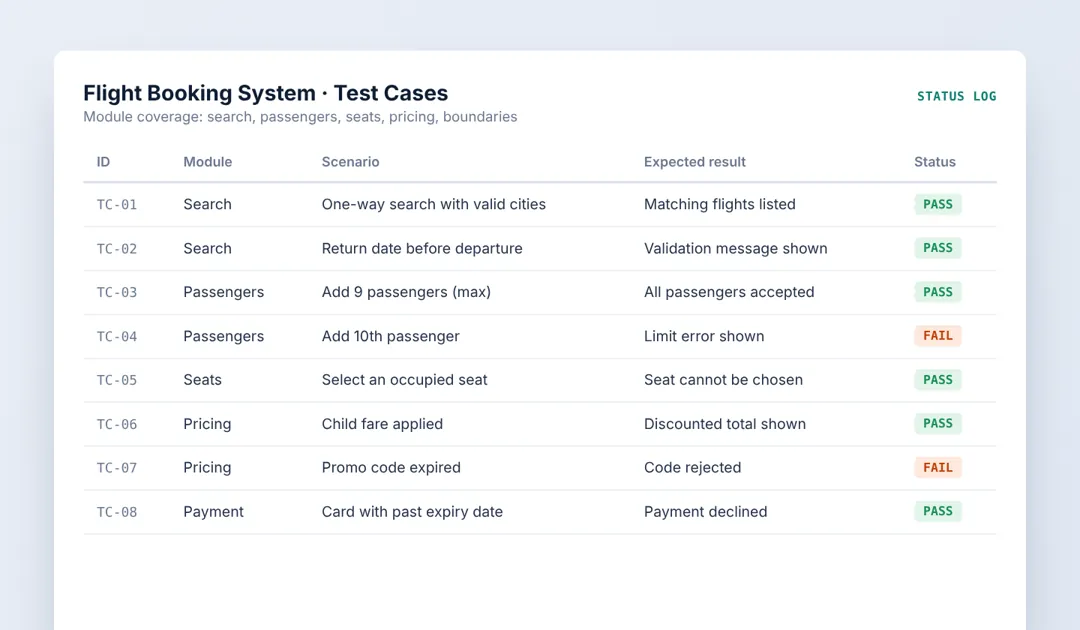 Flight Booking System · Test Cases
STATUS LOG
Module coverage: search, passengers, seats, pricing, boundaries
ID Module Scenario Expected result Status
TC-01 Search One-way search with valid cities Matching flights listed PASS
TC-02 Search Return date before departure Validation message shown PASS
TC-03 Passengers Add 9 passengers (max) All passengers accepted PASS
TC-04 Passengers Add 10th passenger Limit error shown FAIL
TC-05 Seats Select an occupied seat Seat cannot be chosen PASS
TC-06 Pricing Child fare applied Discounted total shown PASS
TC-07 Pricing Promo code expired Code rejected FAIL
TC-08 Payment Card with past expiry date Payment declined PASS